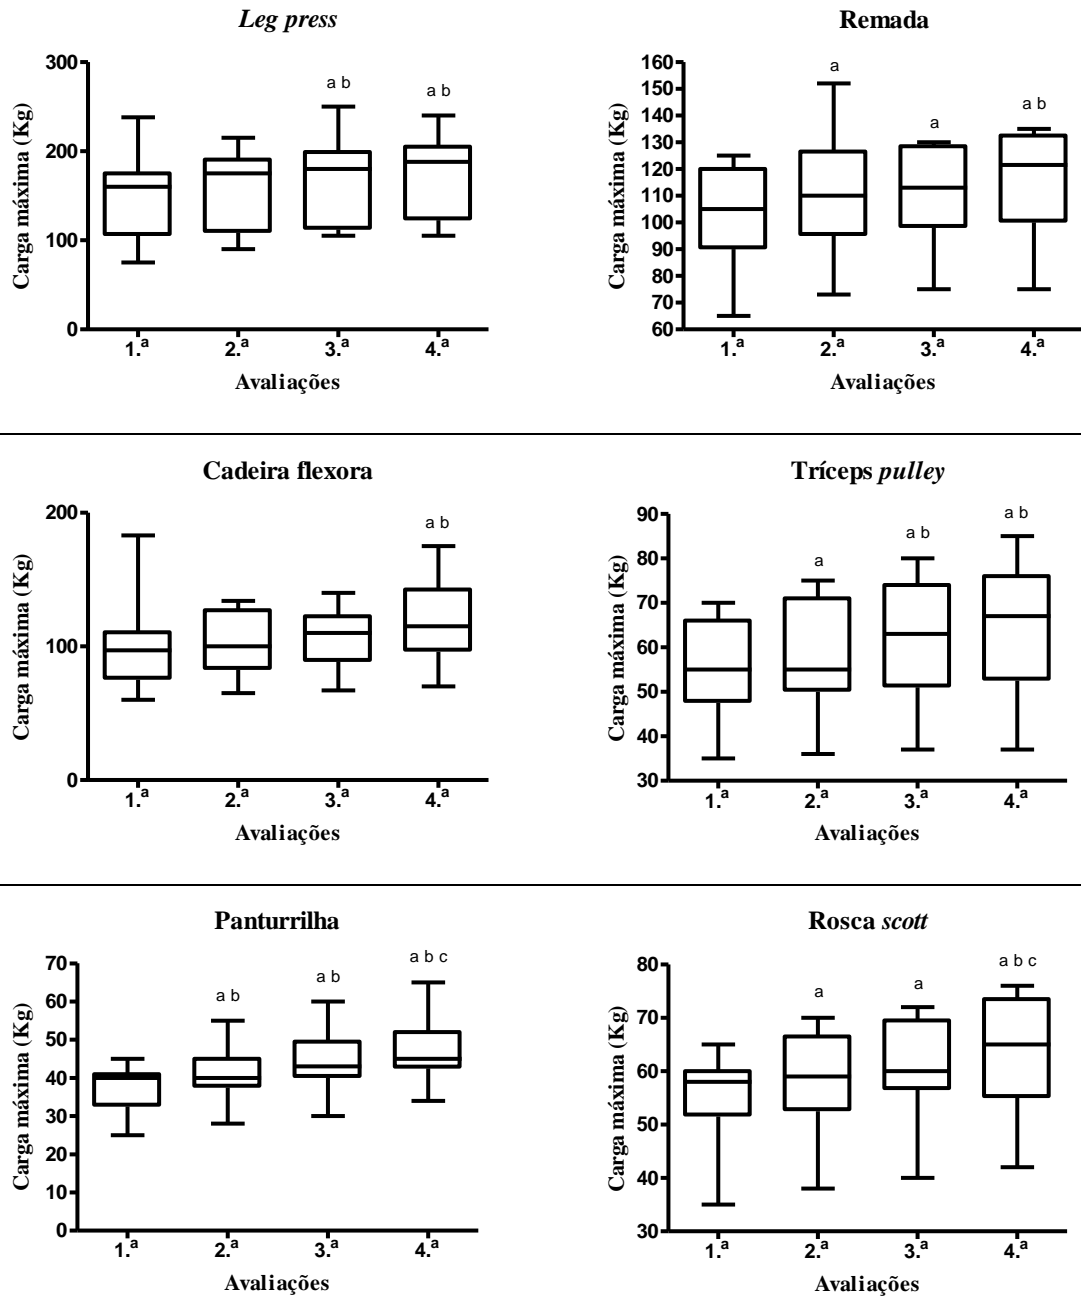 Leg press
300
200
100
0
Carga máxima (Kg)
a b
a b
1.ª 2.ª 3.ª 4.ª
Avaliações
Remada
160
150
140
130
120
110
100
90
80
70
60
Carga máxima (Kg)
a
a
a b
1.ª 2.ª 3.ª 4.ª
Avaliações
Cadeira flexora
200
100
0
Carga máxima (Kg)
a b
1.ª 2.ª 3.ª 4.ª
Avaliações
Tríceps pulley
90
80
70
60
50
40
30
Carga máxima (Kg)
a
a b
a b
1.ª 2.ª 3.ª 4.ª
Avaliações
Panturrilha
70
60
50
40
30
20
10
0
Carga máxima (Kg)
a b
a b
a b c
1.ª 2.ª 3.ª 4.ª
Avaliações
Rosca scott
80
70
60
50
40
30
Carga máxima (Kg)
a
a
a b c
1.ª 2.ª 3.ª 4.ª
Avaliações